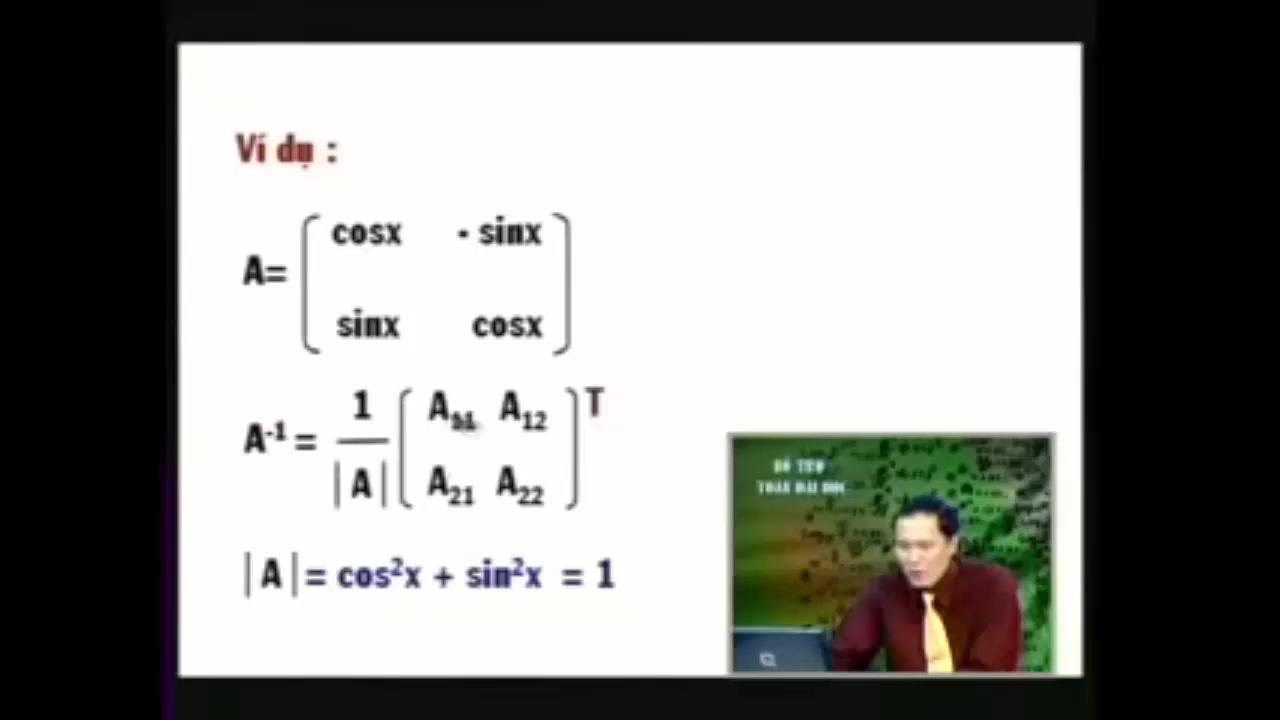 Ví dụ :
cosx - sinx
A=
sinx cosx
1 A11 A12 T
A-1 =
|A| A21 A22
|A| = cos2x + sin2x = 1